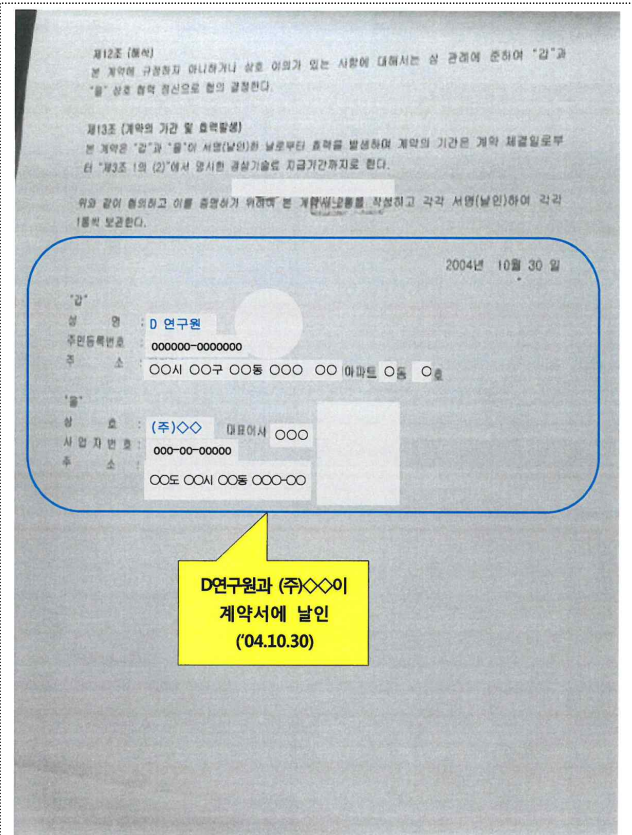 제12조 (해석)
본 계약에 규정하지 아니하거나 상호 이의가 있는 사항에 대해서는 상 관례에 준하여 "갑"과
"을" 상호 협력 정신으로 협의 결정한다.
제13조 (계약의 기간 및 효력발생)
본 계약은 "갑"과 "을"이 서명(날인)한 날로부터 효력을 발생하며 계약의 기간은 계약 체결일로부
터 "제3조 1의 (2)"에서 명시한 경상기술료 지급기간까지로 한다.
위와 같이 협의하고 이를 증명하기 위하여 본 계약서 2통을 작성하고 각각 서명(날인)하여 각각
1통씩 보관한다.
2004년 10월 30 일
"갑"
성 명 : D 연구원
주민등록번호 : 000000-0000000
주 소 : ○○시 ○○구 ○○동 ○○○ ○○ 아파트 ○동 ○호
"을"
상 호 : (주)◇◇ 대표이사 ○○○
사업자번호 : 000-00-00000
주 소 : ○○도 ○○시 ○○동 ○○○-○○
D연구원과 (주)◇◇이
계약서에 날인
('04.10.30)